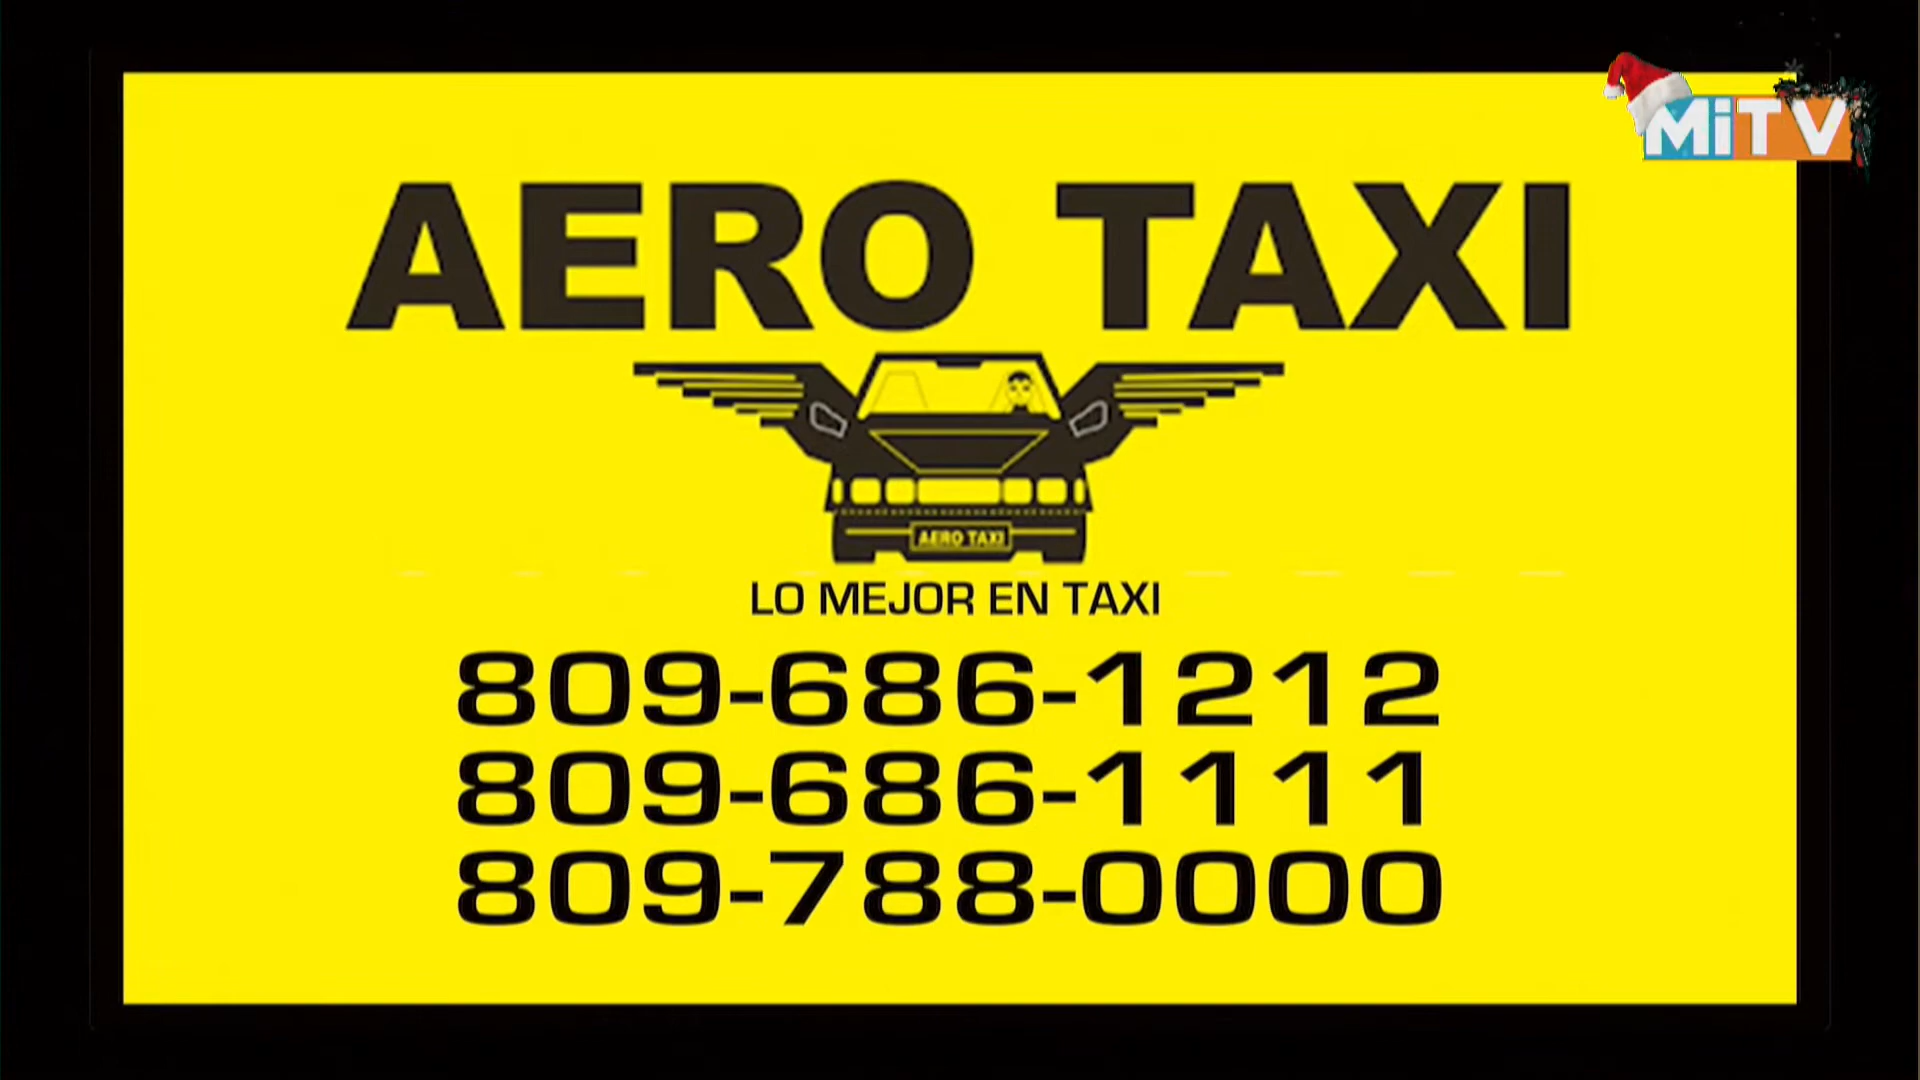 MiTV
AERO TAXI
AERO TAXI
LO MEJOR EN TAXI
809-686-1212
809-686-1111
809-788-0000